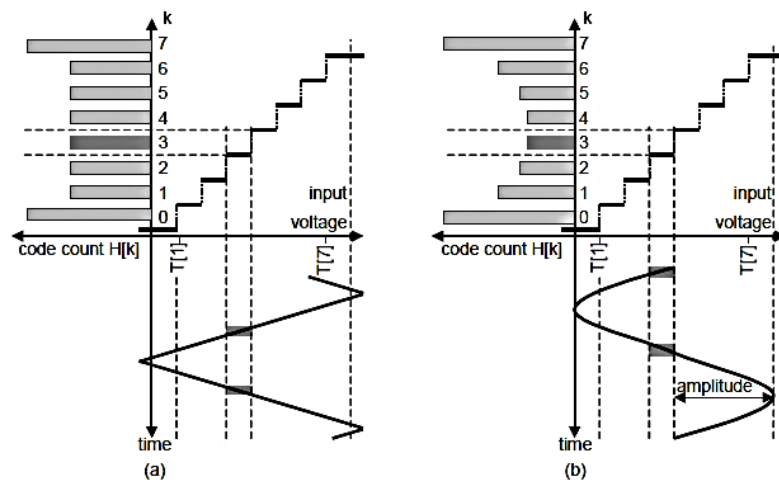 k
7
6
5
4
3
2
1
0
input
voltage
code count H[k]
T[1]
T[7]
time
(a)
k
7
6
5
4
3
2
1
0
input
voltage
code count H[k]
T[1]
T[7]
amplitude
time
(b)